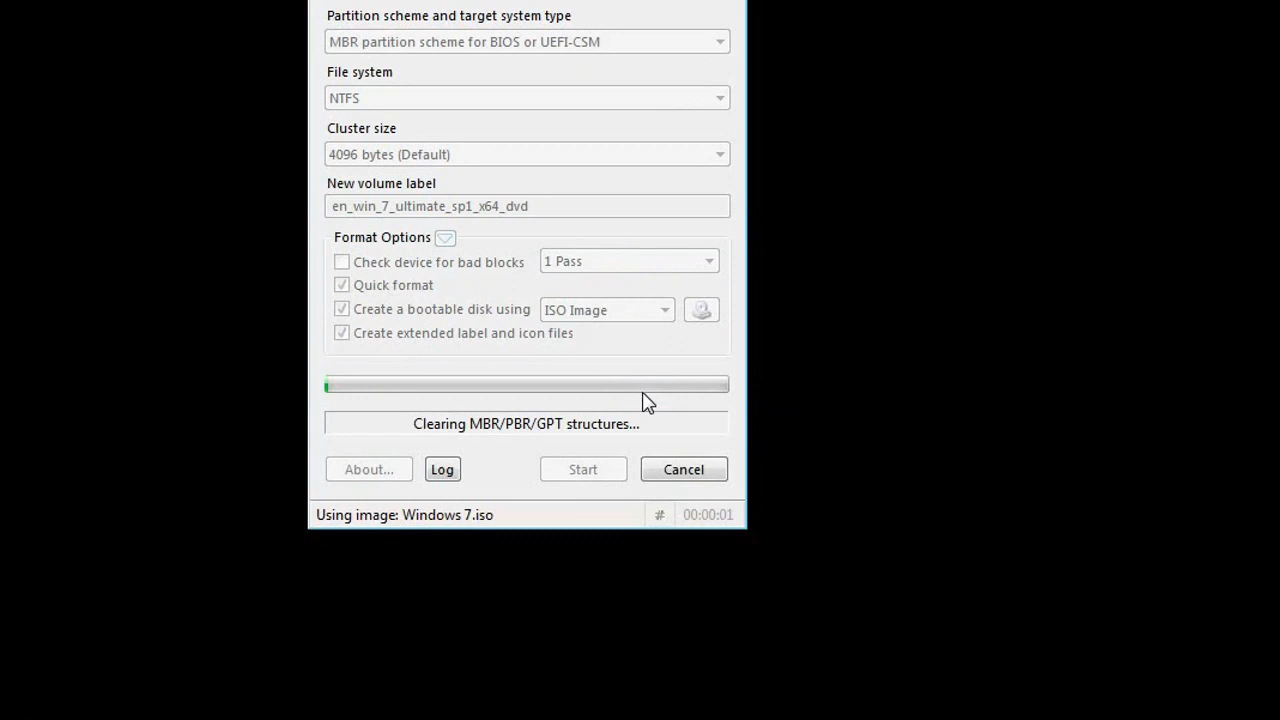 Partition scheme and target system type
MBR partition scheme for BIOS or UEFI-CSM
File system
NTFS
Cluster size
4096 bytes (Default)
New volume label
en_win_7_ultimate_sp1_x64_dvd
Format Options
Check device for bad blocks 1 Pass
Quick format
Create a bootable disk using ISO Image
Create extended label and icon files
Clearing MBR/PBR/GPT structures...
About... Log Start Cancel
Using image: Windows 7.iso # 00:00:01